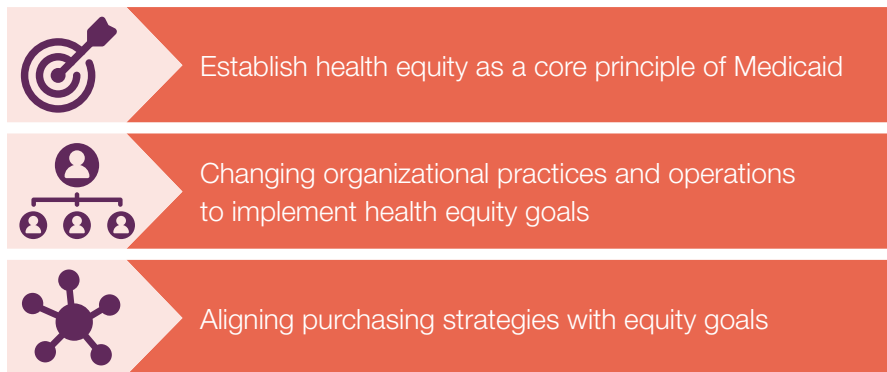 Establish health equity as a core principle of Medicaid
Changing organizational practices and operations
to implement health equity goals
Aligning purchasing strategies with equity goals